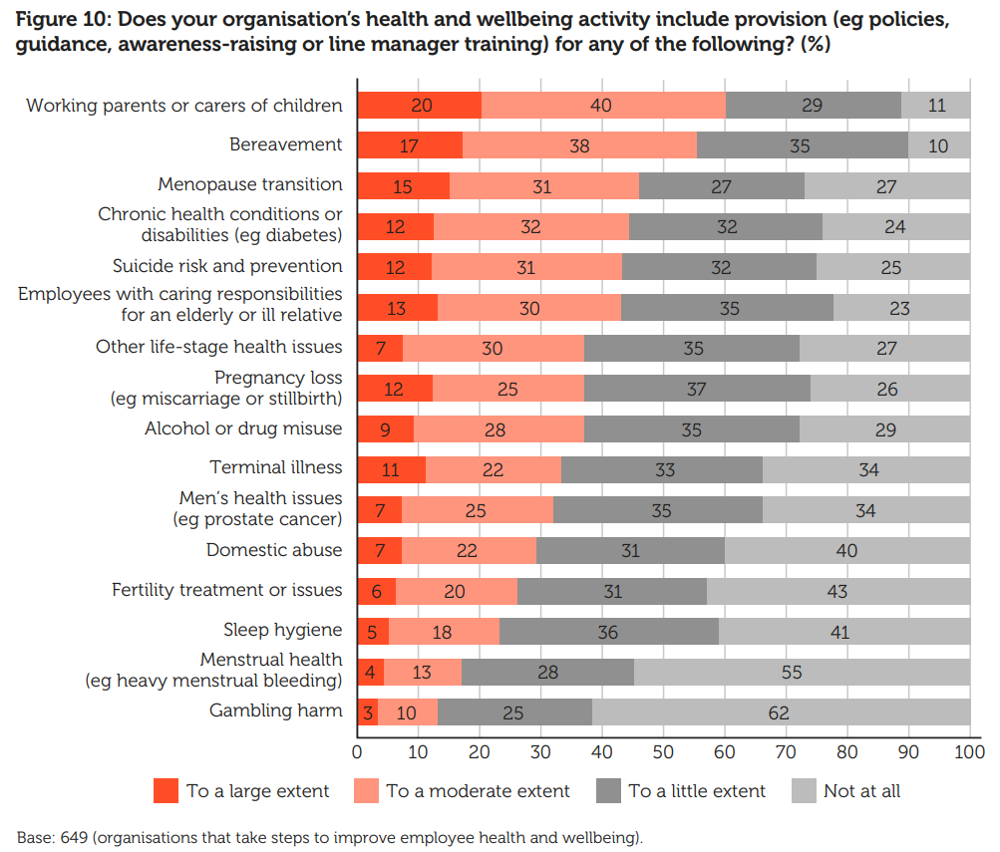 Figure 10: Does your organisation’s health and wellbeing activity include provision (eg policies,
guidance, awareness-raising or line manager training) for any of the following? (%)
Working parents or carers of children 20 40 29 11
Bereavement 17 38 35 10
Menopause transition 15 31 27 27
Chronic health conditions or
disabilities (eg diabetes) 12 32 32 24
Suicide risk and prevention 12 31 32 25
Employees with caring responsibilities
for an elderly or ill relative 13 30 35 23
Other life-stage health issues 7 30 35 27
Pregnancy loss
(eg miscarriage or stillbirth) 12 25 37 26
Alcohol or drug misuse 9 28 35 29
Terminal illness 11 22 33 34
Men’s health issues
(eg prostate cancer) 7 25 35 34
Domestic abuse 7 22 31 40
Fertility treatment or issues 6 20 31 43
Sleep hygiene 5 18 36 41
Menstrual health
(eg heavy menstrual bleeding) 4 13 28 55
Gambling harm 3 10 25 62
0 10 20 30 40 50 60 70 80 90 100
To a large extent To a moderate extent To a little extent Not at all
Base: 649 (organisations that take steps to improve employee health and wellbeing).